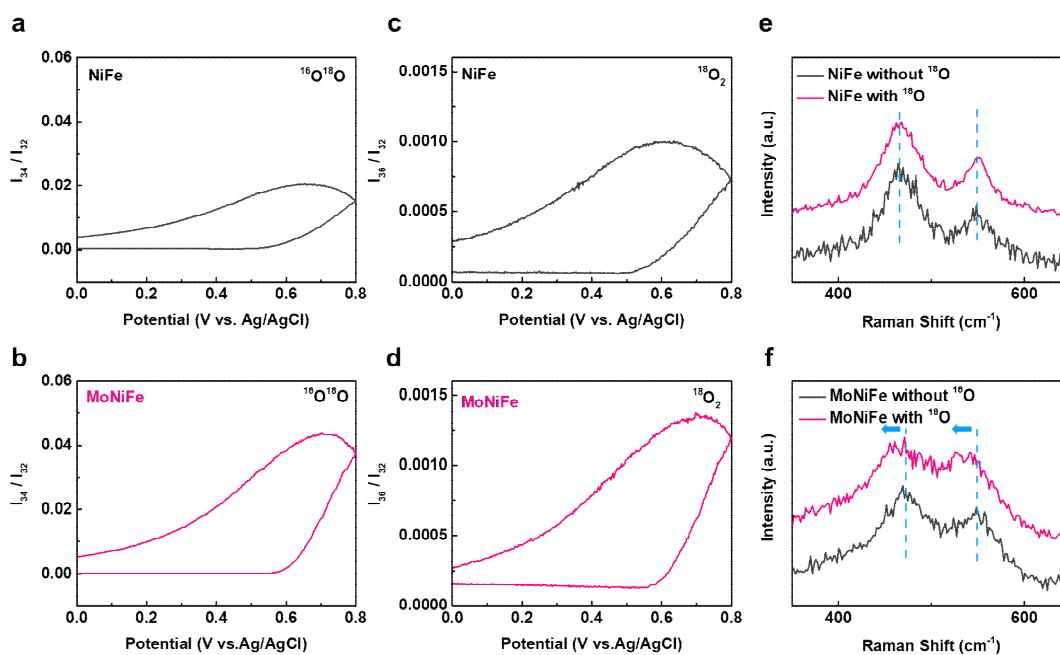 a
NiFe
¹⁶O¹⁸O
I₃₄ / I₃₂
0.06
0.04
0.02
0.00
0.0 0.2 0.4 0.6 0.8
Potential (V vs. Ag/AgCl)
c
NiFe
¹⁸O₂
I₃₆ / I₃₂
0.0015
0.0010
0.0005
0.0000
0.0 0.2 0.4 0.6 0.8
Potential (V vs. Ag/AgCl)
e
NiFe without ¹⁸O
NiFe with ¹⁸O
Intensity (a.u.)
400 600
Raman Shift (cm⁻¹)
b
MoNiFe
¹⁶O¹⁸O
I₃₄ / I₃₂
0.06
0.04
0.02
0.00
0.0 0.2 0.4 0.6 0.8
Potential (V vs.Ag/AgCl)
d
MoNiFe
¹⁸O₂
I₃₆ / I₃₂
0.0015
0.0010
0.0005
0.0000
0.0 0.2 0.4 0.6 0.8
Potential (V vs.Ag/AgCl)
f
MoNiFe without ¹⁸O
MoNiFe with ¹⁸O
Intensity (a.u.)
400 600
Raman Shift (cm⁻¹)